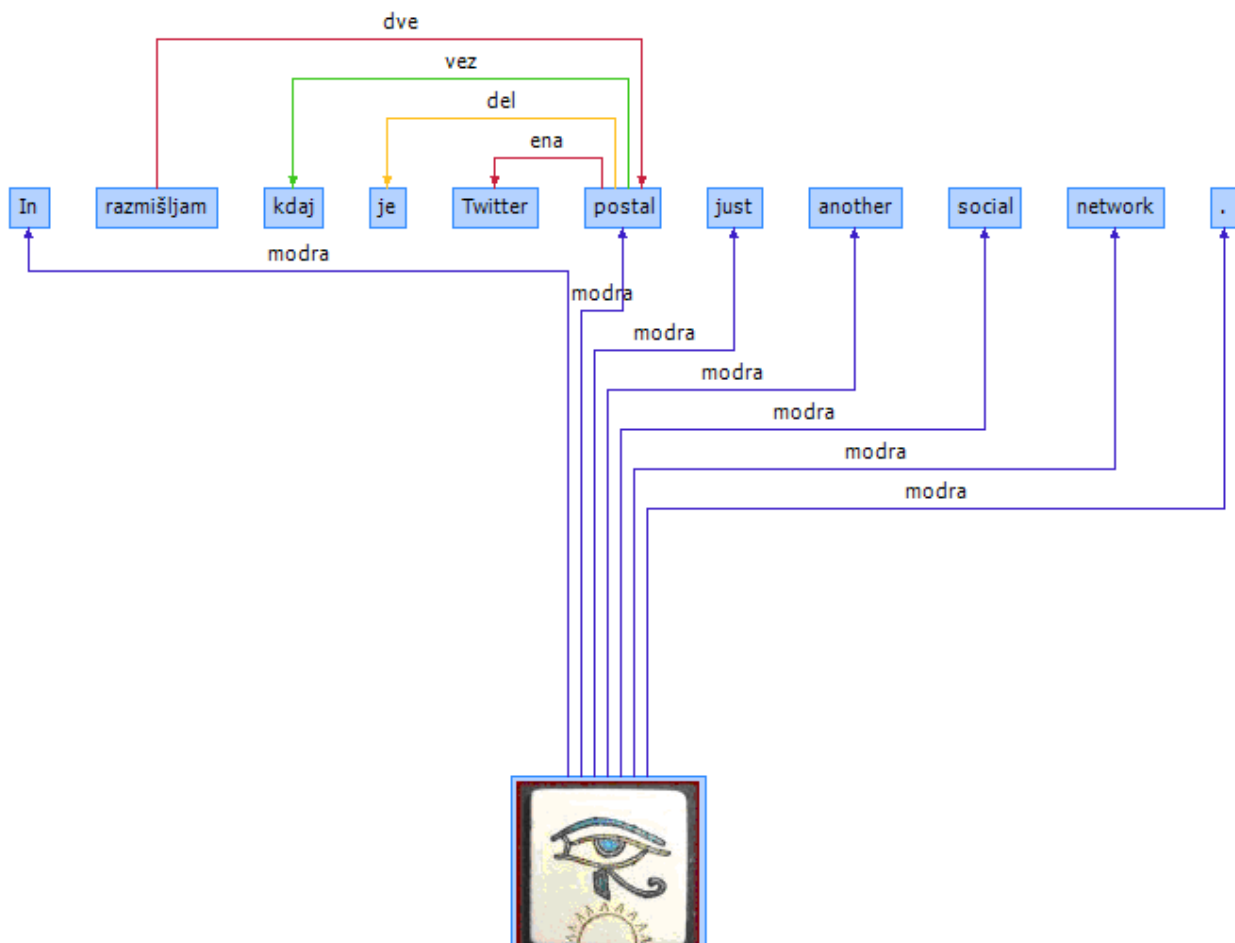 dve
vez
del
ena
In razmišljam kdaj je Twitter postal just another social network .
modra
modra
modra
modra
modra
modra
modra